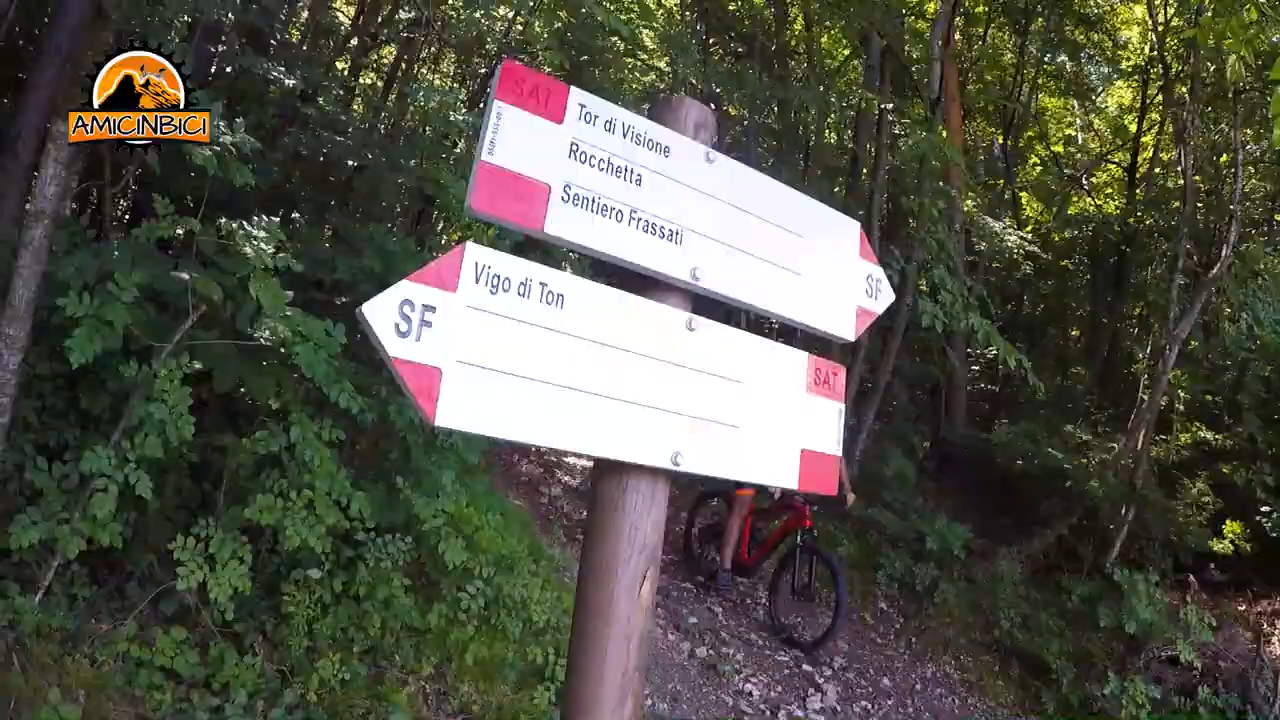 AMICINBICI
SAT
Tor di Visione
Rocchetta
Sentiero Frassati
SF
SF
Vigo di Ton
SAT